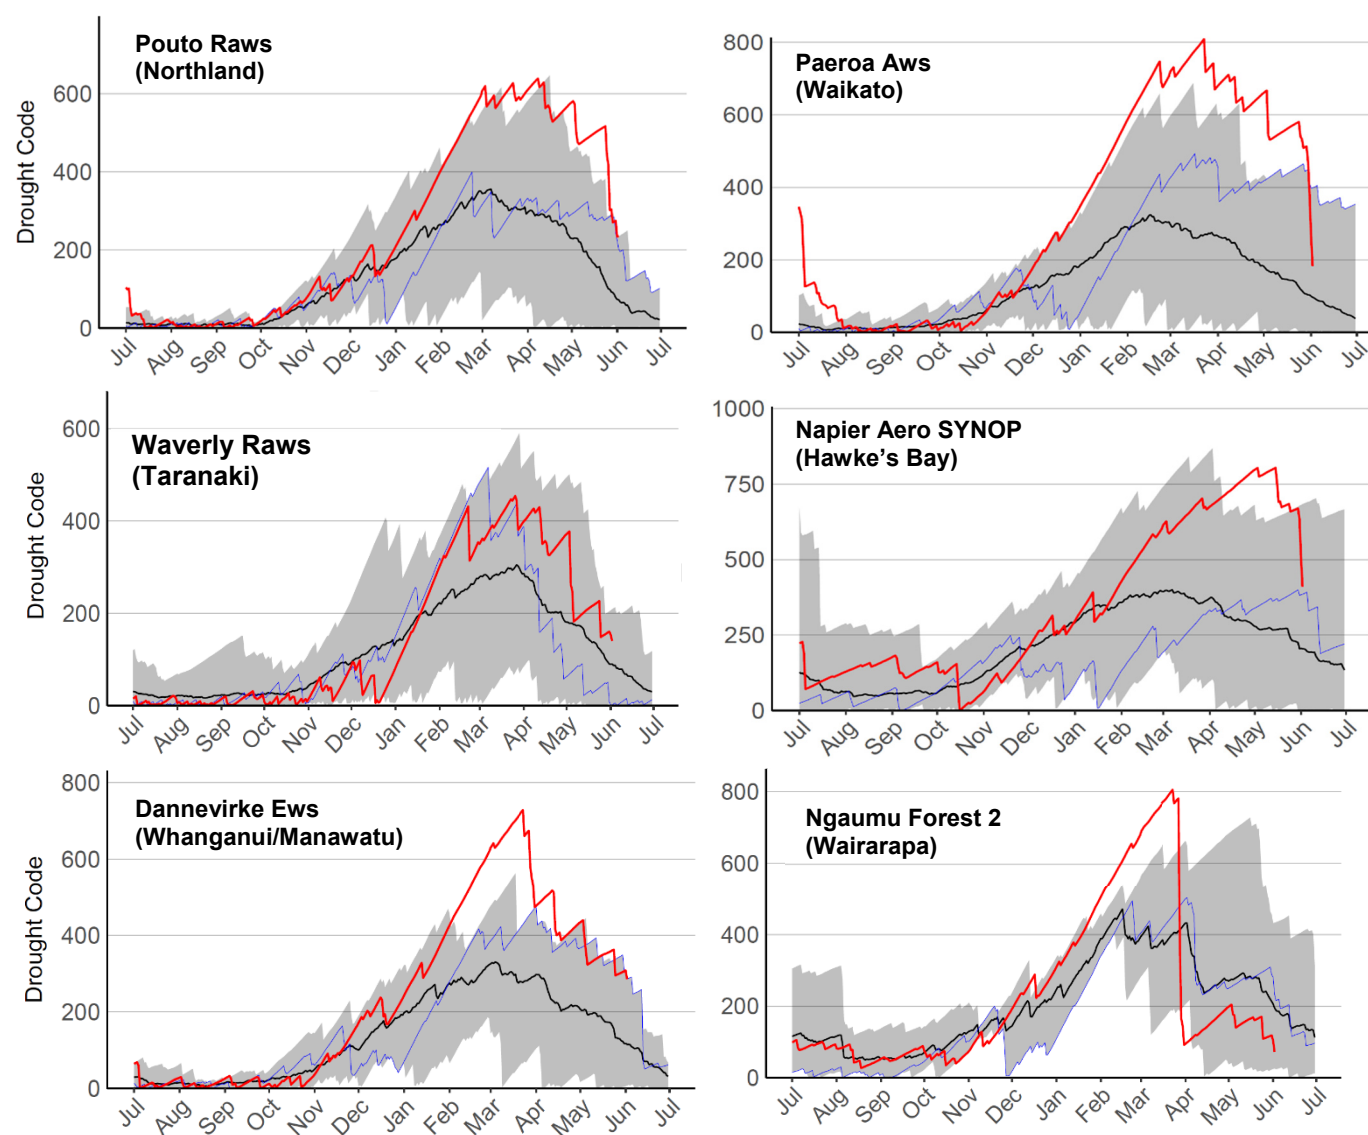 Pouto Raws
(Northland)
Drought Code
600
400
200
0
Jul Aug Sep Oct Nov Dec Jan Feb Mar Apr May Jun Jul
Paeroa Aws
(Waikato)
800
600
400
200
0
Jul Aug Sep Oct Nov Dec Jan Feb Mar Apr May Jun Jul
Waverly Raws
(Taranaki)
Drought Code
600
400
200
0
Jul Aug Sep Oct Nov Dec Jan Feb Mar Apr May Jun Jul
Napier Aero SYNOP
(Hawke's Bay)
1000
750
500
250
0
Jul Aug Sep Oct Nov Dec Jan Feb Mar Apr May Jun Jul
Dannevirke Ews
(Whanganui/Manawatu)
Drought Code
800
600
400
200
0
Jul Aug Sep Oct Nov Dec Jan Feb Mar Apr May Jun Jul
Ngaumu Forest 2
(Wairarapa)
800
600
400
200
0
Jul Aug Sep Oct Nov Dec Jan Feb Mar Apr May Jun Jul